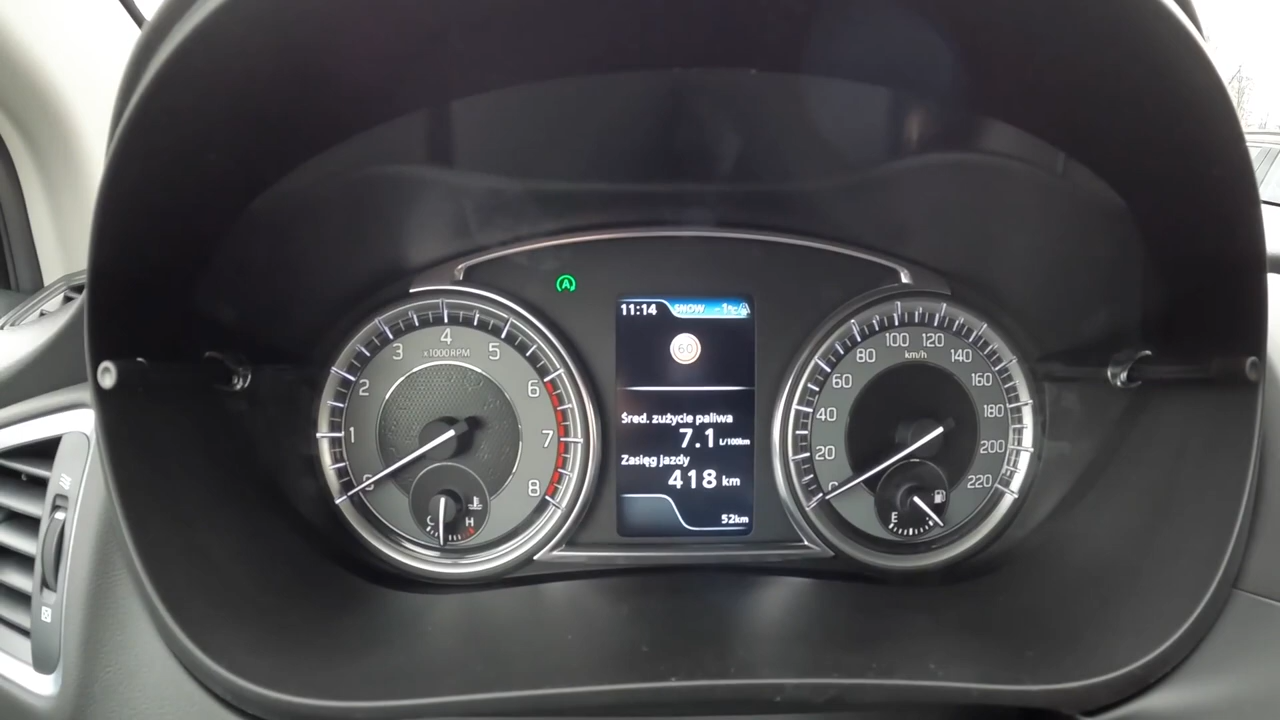 11:14 SNOW -1°C
60
Śred. zużycie paliwa
7.1 L/100km
Zasięg jazdy
418 km
52km
A
0 1 2 3 4 5 6 7 8
x1000RPM
C H
0 20 40 60 80 100 120 140 160 180 200 220
km/h
E